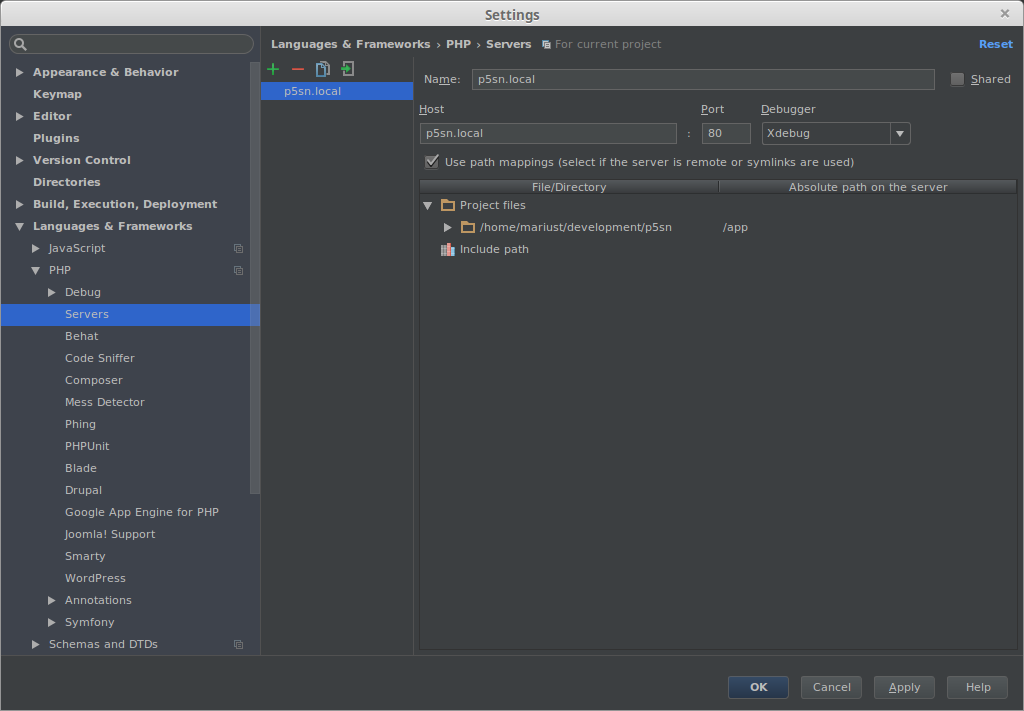 Settings
Languages & Frameworks › PHP › Servers For current project Reset
Appearance & Behavior
Keymap
Editor
Plugins
Version Control
Directories
Build, Execution, Deployment
Languages & Frameworks
JavaScript
PHP
Debug
Servers
Behat
Code Sniffer
Composer
Mess Detector
Phing
PHPUnit
Blade
Drupal
Google App Engine for PHP
Joomla! Support
Smarty
WordPress
Annotations
Symfony
Schemas and DTDs
p5sn.local
Name: p5sn.local Shared
Host Port Debugger
p5sn.local : 80 Xdebug
Use path mappings (select if the server is remote or symlinks are used)
File/Directory Absolute path on the server
Project files
/home/mariust/development/p5sn /app
Include path
OK Cancel Apply Help